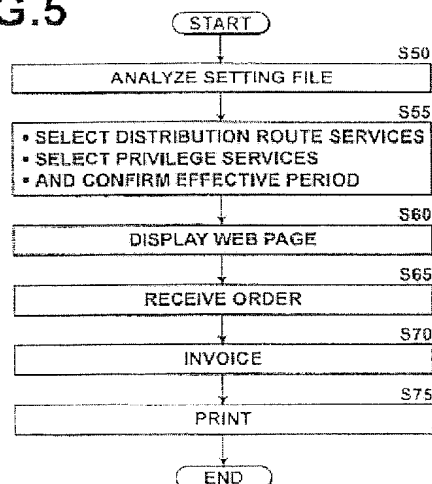 G.5
START
S50
ANALYZE SETTING FILE
S55
• SELECT DISTRIBUTION ROUTE SERVICES
• SELECT PRIVILEGE SERVICES
• AND CONFIRM EFFECTIVE PERIOD
S60
DISPLAY WEB PAGE
S65
RECEIVE ORDER
S70
INVOICE
S75
PRINT
END